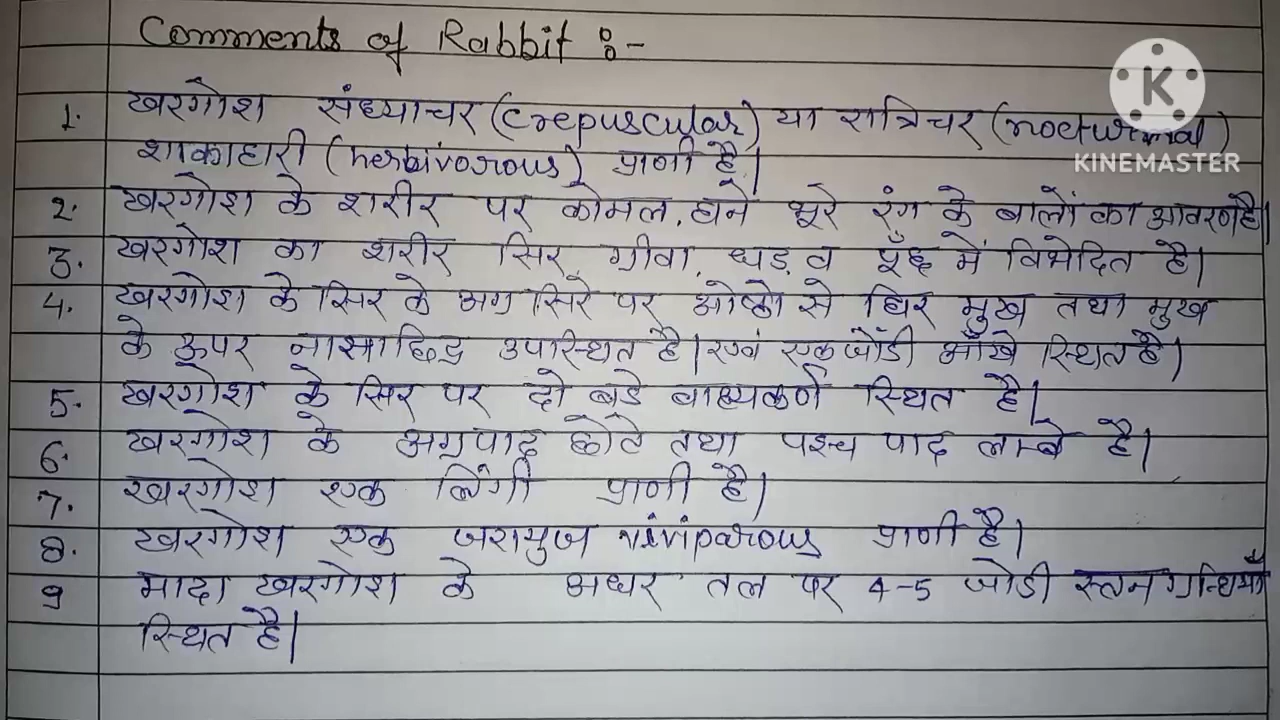 Comments of Rabbit :-
1. खरगोश संध्याचर (crepuscular) या रात्रिचर (nocturnal)
शाकाहारी (herbivorous) प्राणी है।
2. खरगोश के शरीर पर कोमल, घने भूरे रंग के बालों का आवरण है।
3. खरगोश का शरीर सिर, ग्रीवा, धड़ व पूँछ में विभेदित है।
4. खरगोश के सिर के अग्र सिरे पर ओष्ठो से घिर मुख तथा मुख
के ऊपर नासाछिद्र उपस्थित है। एवं एक जोडी आँखे स्थित है।
5. खरगोश के सिर पर दो बडे बाह्यकर्ण स्थित है।
6. खरगोश के अग्रपाद छोटे तथा पश्च पाद लम्बे है।
7. खरगोश एक लिंगी प्राणी है।
8. खरगोश एक जरायुज viviparous प्राणी है।
9 मादा खरगोश के अधर तल पर 4-5 जोडी स्तन ग्रन्थियाँ
स्थित है।
K
KINEMASTER